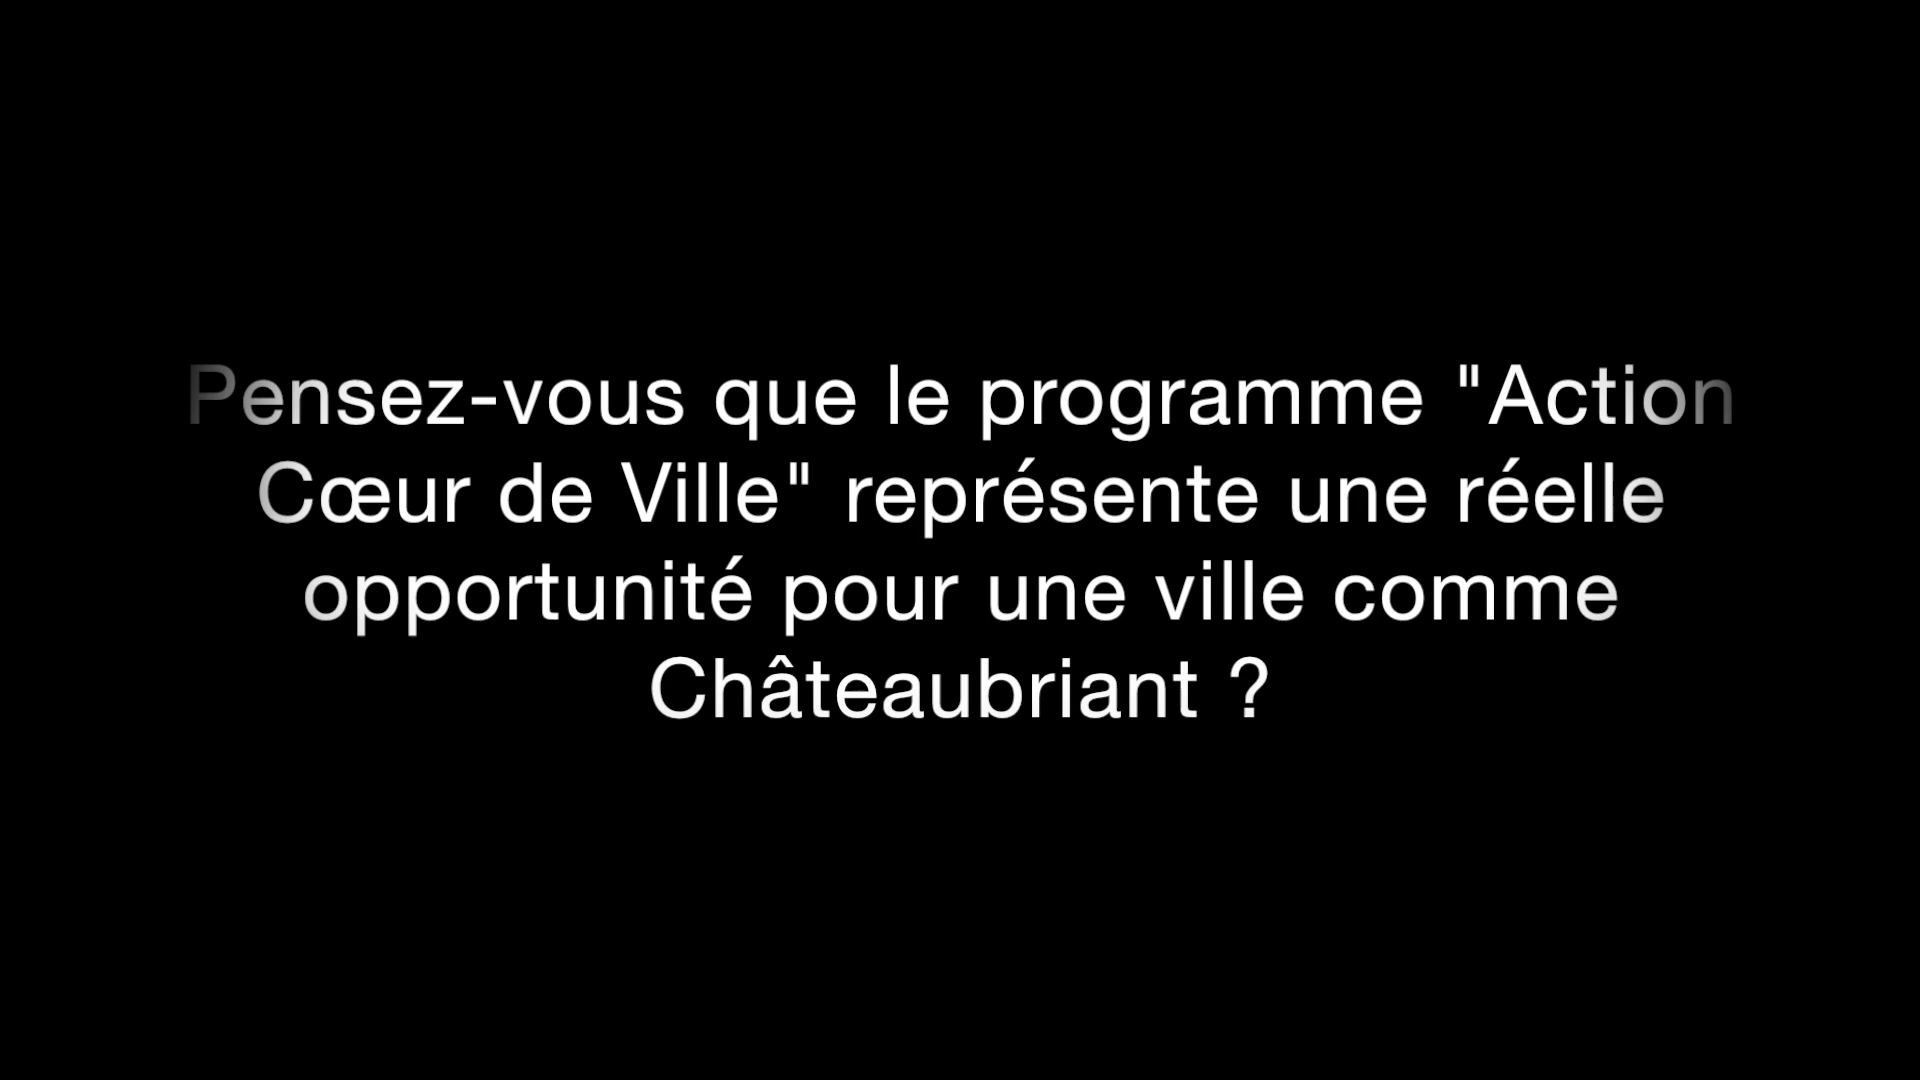 Pensez-vous que le programme "Action
Cœur de Ville" représente une réelle
opportunité pour une ville comme
Châteaubriant ?